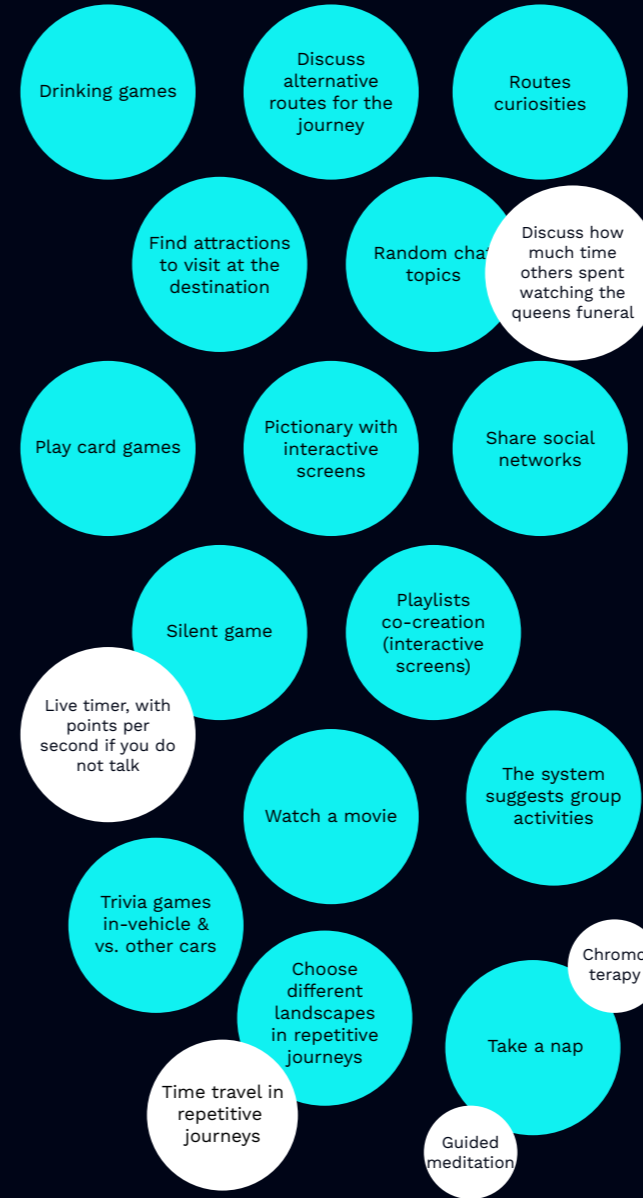 Drinking games
Discuss
alternative
routes for the
journey
Routes
curiosities
Find attractions
to visit at the
destination
Random chat
topics
Discuss how
much time
others spent
watching the
queens funeral
Play card games
Pictionary with
interactive
screens
Share social
networks
Silent game
Playlists
co-creation
(interactive
screens)
Live timer, with
points per
second if you do
not talk
Watch a movie
The system
suggests group
activities
Trivia games
in-vehicle &
vs. other cars
Choose
different
landscapes
in repetitive
journeys
Chromo
terapy
Take a nap
Time travel in
repetitive
journeys
Guided
meditation